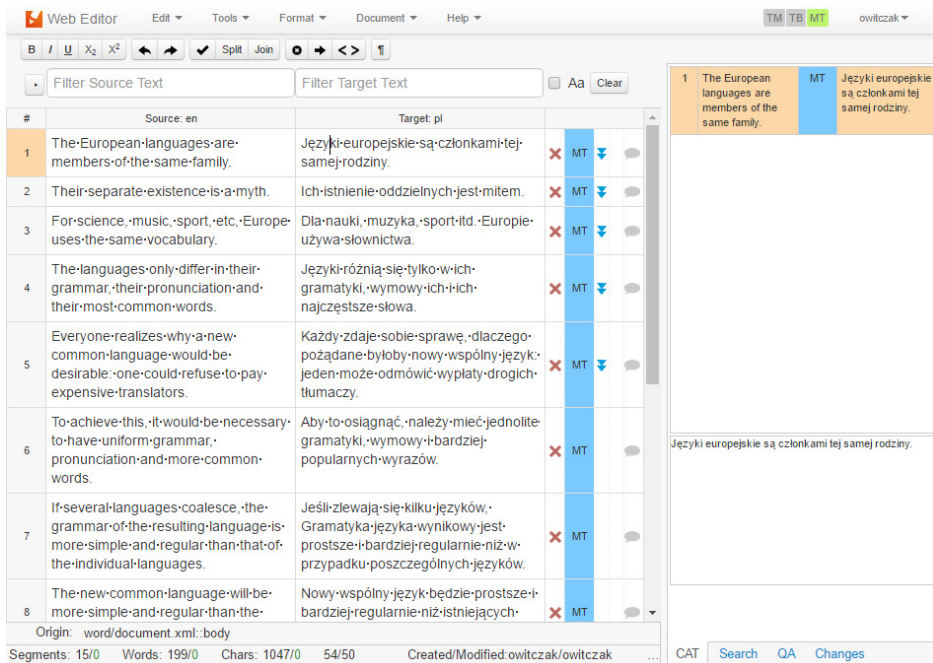 Web Editor Edit Tools Format Document Help TM TB MT owitczak
B I U X₂ X² Split Join < > ¶
Filter Source Text Filter Target Text Aa Clear
# Source: en Target: pl
1 The·European·languages·are· Języki·europejskie·są·członkami·tej· MT
members·of·the·same·family. samej·rodziny.
2 Their·separate·existence·is·a·myth. Ich·istnienie·oddzielnych·jest·mitem. MT
3 For·science,·music,·sport,·etc,·Europe· Dla·nauki,·muzyka,·sport·itd.·Europie· MT
uses·the·same·vocabulary. używa·słownictwa.
4 The·languages·only·differ·in·their· Języki·różnią·się·tylko·w·ich· MT
grammar,·their·pronunciation·and· gramatyki,·wymowy·ich·i·ich·
their·most·common·words. najczęstsze·słowa.
5 Everyone·realizes·why·a·new· Każdy·zdaje·sobie·sprawę,·dlaczego· MT
common·language·would·be· pożądane·byłoby·nowy·wspólny·język:·
desirable:·one·could·refuse·to·pay· jeden·może·odmówić·wypłaty·drogich·
expensive·translators. tłumaczy.
6 To·achieve·this,·it·would·be·necessary· Aby·to·osiągnąć,·należy·mieć·jednolite· MT
to·have·uniform·grammar,· gramatyki,·wymowy·i·bardziej·
pronunciation·and·more·common· popularnych·wyrazów.
words.
7 If·several·languages·coalesce,·the· Jeśli·zlewają·się·kilku·języków,· MT
grammar·of·the·resulting·language·is· Gramatyka·języka·wynikowy·jest·
more·simple·and·regular·than·that·of· prostsze·i·bardziej·regularnie·niż·w·
the·individual·languages. przypadku·poszczególnych·języków.
8 The·new·common·language·will·be· Nowy·wspólny·język·będzie·prostsze·i· MT
more·simple·and·regular·than·the· bardziej·regularnie·niż·istniejących·
Origin: word/document.xml::body
Segments: 15/0 Words: 199/0 Chars: 1047/0 54/50 Created/Modified:owitczak/owitczak ...
1 The European MT Języki europejskie
languages are są członkami tej
members of the samej rodziny.
same family.
Języki europejskie są członkami tej samej rodziny.
CAT Search QA Changes